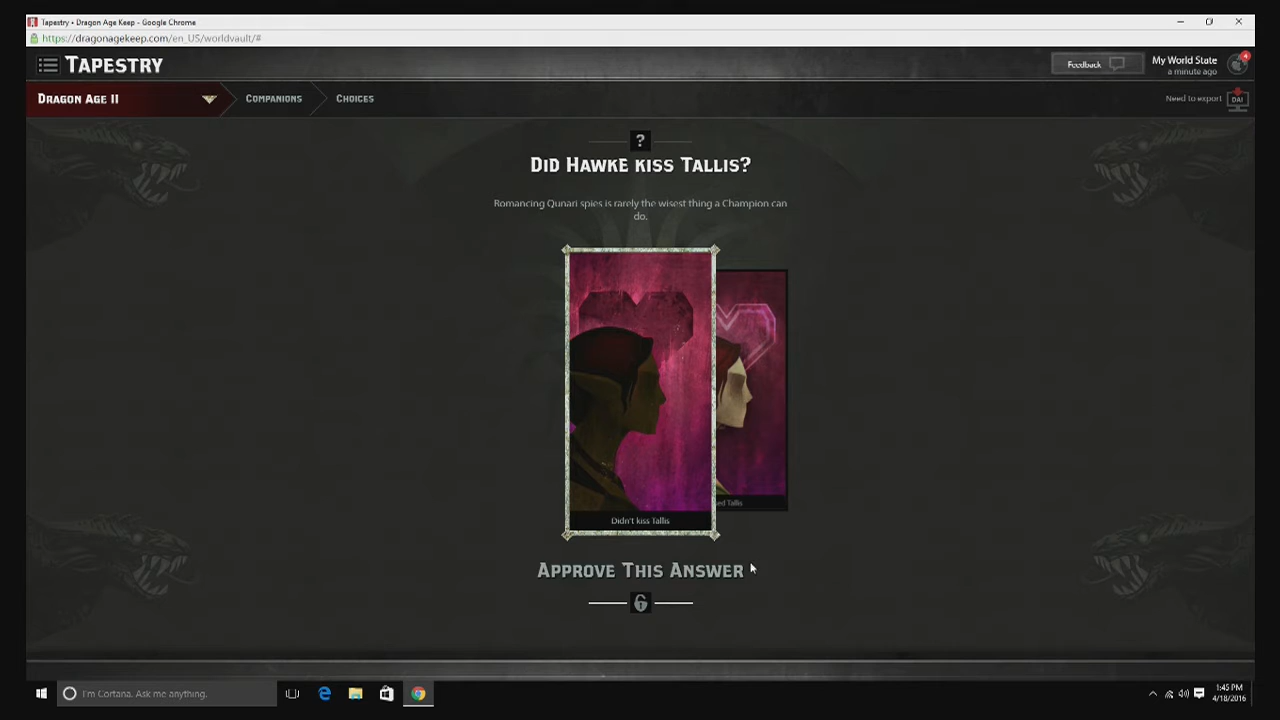 Tapestry • Dragon Age Keep - Google Chrome
https://dragonagekeep.com/en_US/worldvault/#
TAPESTRY
Feedback
My World State
a minute ago
4
DRAGON AGE II
COMPANIONS
CHOICES
Need to export
DAI
?
DID HAWKE KISS TALLIS?
Romancing Qunari spies is rarely the wisest thing a Champion can
do.
sed Tallis
Didn't kiss Tallis
APPROVE THIS ANSWER
I'm Cortana. Ask me anything.
1:45 PM
4/18/2016